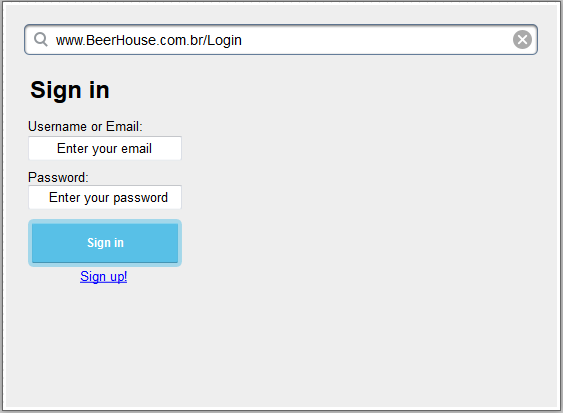 www.BeerHouse.com.br/Login
Sign in
Username or Email:
Enter your email
Password:
Enter your password
Sign in
Sign up!